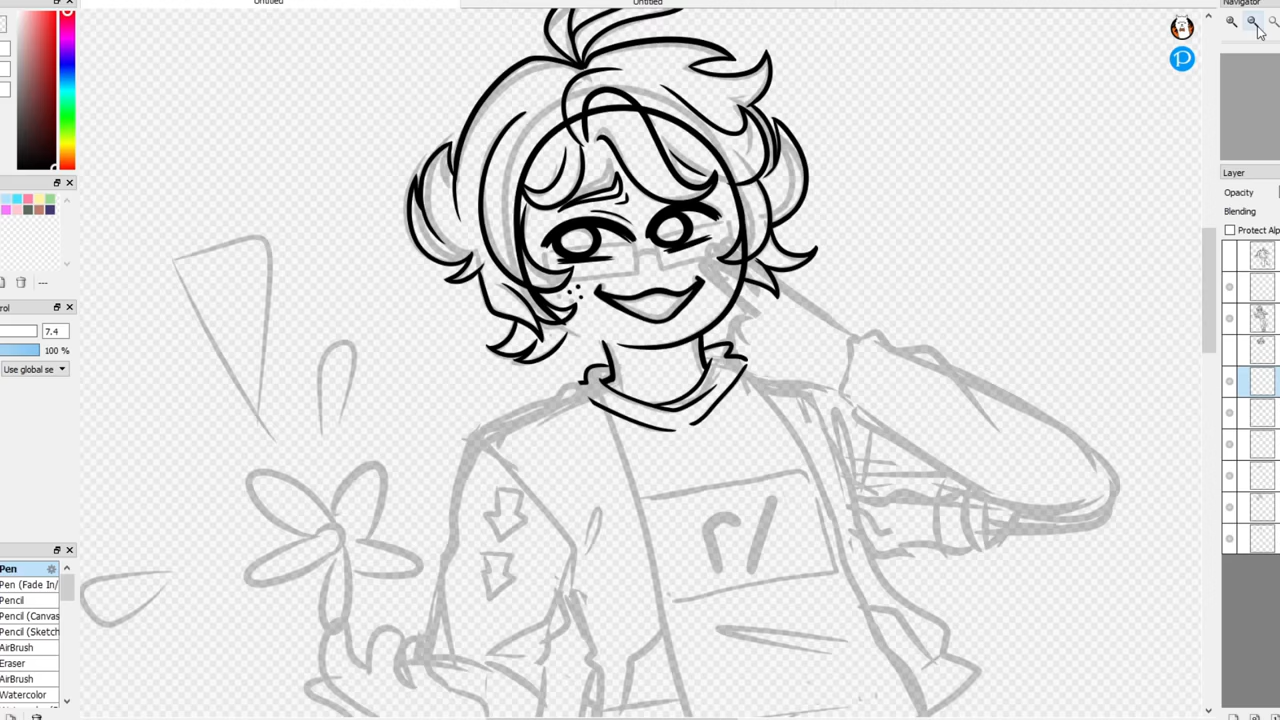 Untitled
Untitled
Navigator
Layer
Opacity
Blending
Protect Alp
rol
7.4
100 %
Use global se
Pen
Pen (Fade In/
Pencil
Pencil (Canvas
Pencil (Sketch
AirBrush
Eraser
AirBrush
Watercolor
r/
P